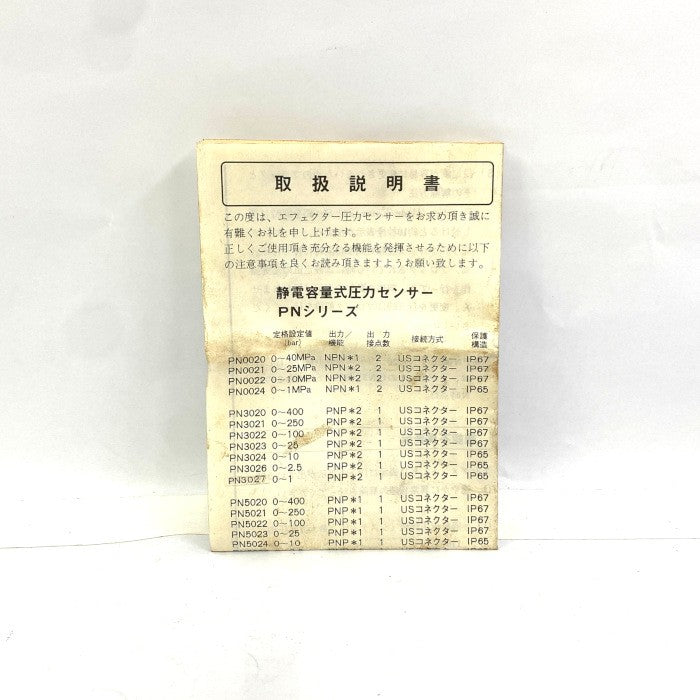 取扱説明書
この度は、エフェクター圧力センサーをお求め頂き誠に
有難くお礼を申し上げます。
正しくご使用頂き充分なる機能を発揮させるために以下
の注意事項を良くお読み頂きますようお願い致します。
静電容量式圧力センサー
PNシリーズ
定格設定値 出力/ 出 力 接続方式 保護
(bar) 機能 接点数 構造
PN0020 0〜40MPa NPN*1 2 USコネクター IP67
PN0021 0〜25MPa NPN*2 2 USコネクター IP67
PN0022 0〜10MPa NPN*2 2 USコネクター IP67
PN0024 0〜1MPa NPN*2 2 USコネクター IP65
PN3020 0〜400 PNP*2 1 USコネクター IP67
PN3021 0〜250 PNP*2 1 USコネクター IP67
PN3022 0〜100 PNP*2 1 USコネクター IP67
PN3023 0〜25 PNP*2 1 USコネクター IP67
PN3024 0〜10 PNP*2 1 USコネクター IP65
PN3026 0〜2.5 PNP*2 1 USコネクター IP65
PN3027 0〜1 PNP*2 1 USコネクター IP65
PN5020 0〜400 PNP*1 1 USコネクター IP67
PN5021 0〜250 PNP*1 1 USコネクター IP67
PN5022 0〜100 PNP*1 1 USコネクター IP67
PN5023 0〜25 PNP*1 1 USコネクター IP67
PN5024 0〜10 PNP*1 1 USコネクター IP65